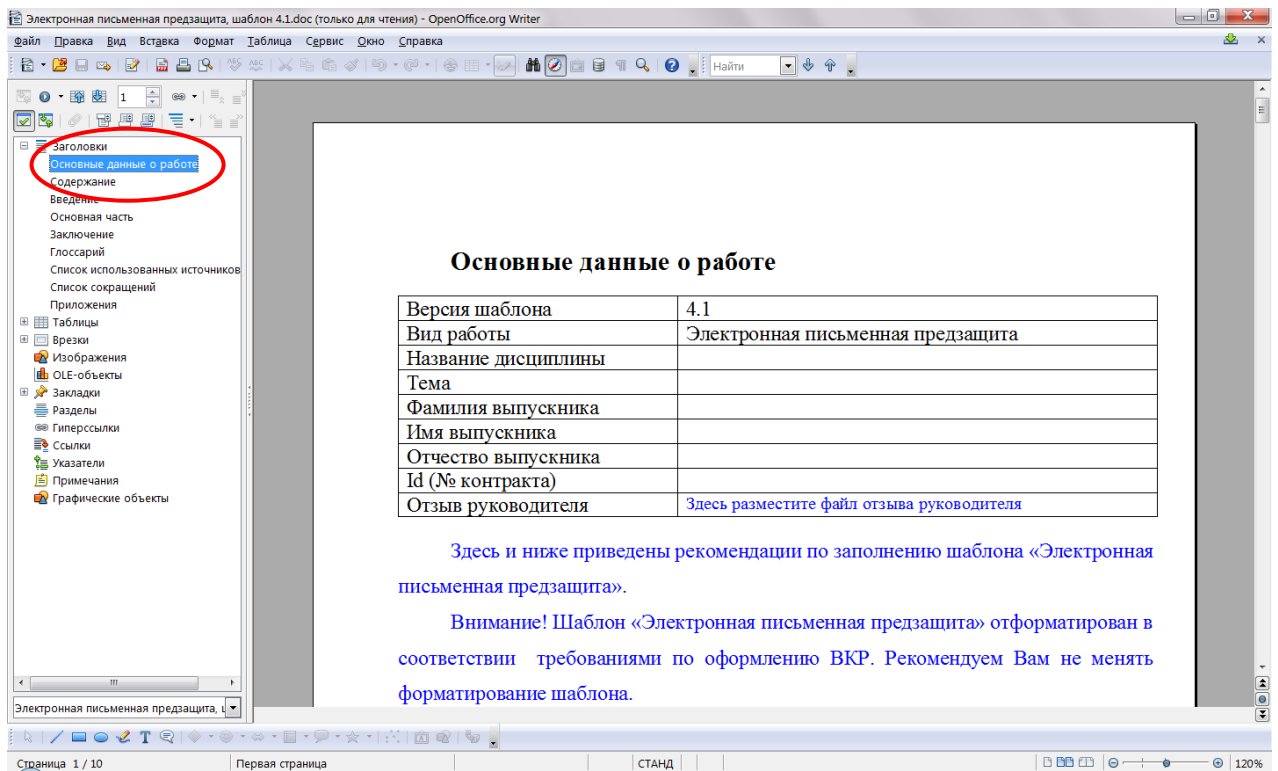 Электронная письменная предзащита, шаблон 4.1.doc (только для чтения) - OpenOffice.org Writer
Файл Правка Вид Вставка Формат Таблица Сервис Окно Справка
Найти
1
Заголовки
Основные данные о работе
Содержание
Введение
Основная часть
Заключение
Глоссарий
Список использованных источников
Список сокращений
Приложения
Таблицы
Врезки
Изображения
OLE-объекты
Закладки
Разделы
Гиперссылки
Ссылки
Указатели
Примечания
Графические объекты
Электронная письменная предзащита,
Основные данные о работе
Версия шаблона 4.1
Вид работы Электронная письменная предзащита
Название дисциплины
Тема
Фамилия выпускника
Имя выпускника
Отчество выпускника
Id (№ контракта)
Отзыв руководителя Здесь разместите файл отзыва руководителя
Здесь и ниже приведены рекомендации по заполнению шаблона «Электронная
письменная предзащита».
Внимание! Шаблон «Электронная письменная предзащита» отформатирован в
соответствии требованиями по оформлению ВКР. Рекомендуем Вам не менять
форматирование шаблона.
Страница 1 / 10 Первая страница СТАНД 120%